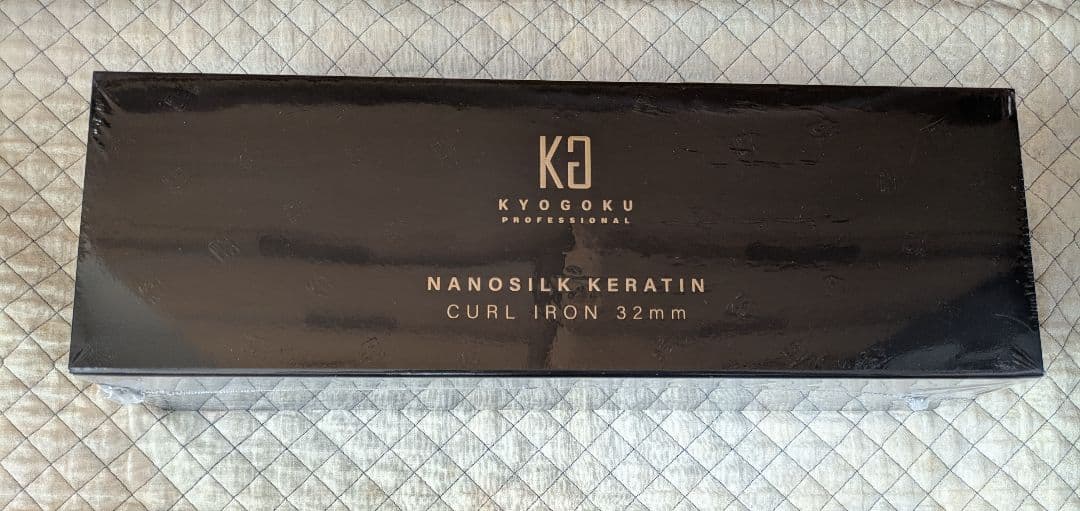 KG
KYOGOKU
PROFESSIONAL
NANOSILK KERATIN
CURL IRON 32mm